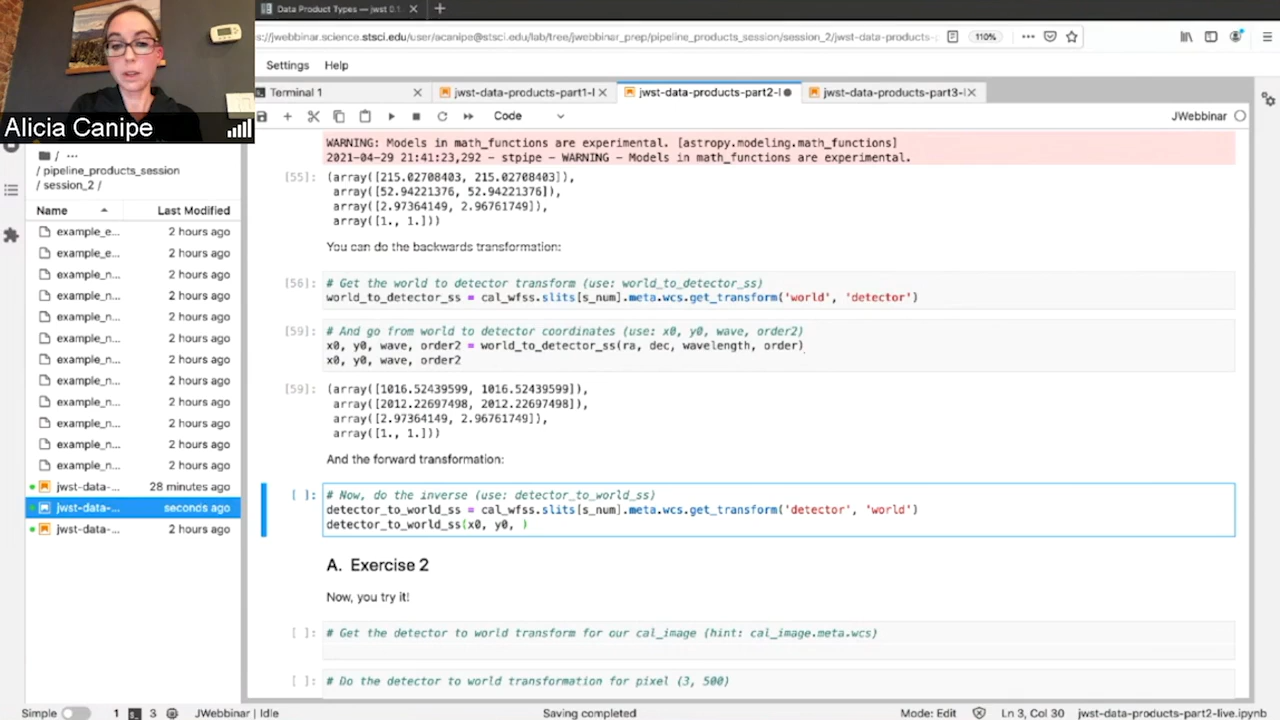 Data Product Types — jwst 0.1
s://jwebbinar.science.stsci.edu/user/acanipe@stsci.edu/lab/tree/jwebbinar_prep/pipeline_products_session/session_2/jwst-data-products-
110%
Settings Help
Terminal 1
jwst-data-products-part1-l
jwst-data-products-part2-l
jwst-data-products-part3-l
Code
JWebbinar
Alicia Canipe
/ ...
/ pipeline_products_session
/ session_2 /
Name Last Modified
example_e... 2 hours ago
example_e... 2 hours ago
example_n... 2 hours ago
example_n... 2 hours ago
example_n... 2 hours ago
example_n... 2 hours ago
example_n... 2 hours ago
example_n... 2 hours ago
example_n... 2 hours ago
example_n... 2 hours ago
example_n... 2 hours ago
example_n... 2 hours ago
jwst-data-... 28 minutes ago
jwst-data-... seconds ago
jwst-data-... 2 hours ago
WARNING: Models in math_functions are experimental. [astropy.modeling.math_functions]
2021-04-29 21:41:23,292 - stpipe - WARNING - Models in math_functions are experimental.
[55]: (array([215.02708403, 215.02708403]),
array([52.94221376, 52.94221376]),
array([2.97364149, 2.96761749]),
array([1., 1.]))
You can do the backwards transformation:
[56]: # Get the world to detector transform (use: world_to_detector_ss)
world_to_detector_ss = cal_wfss.slits[s_num].meta.wcs.get_transform('world', 'detector')
[59]: # And go from world to detector coordinates (use: x0, y0, wave, order2)
x0, y0, wave, order2 = world_to_detector_ss(ra, dec, wavelength, order)
x0, y0, wave, order2
[59]: (array([1016.52439599, 1016.52439599]),
array([2012.22697498, 2012.22697498]),
array([2.97364149, 2.96761749]),
array([1., 1.]))
And the forward transformation:
[ ]: # Now, do the inverse (use: detector_to_world_ss)
detector_to_world_ss = cal_wfss.slits[s_num].meta.wcs.get_transform('detector', 'world')
detector_to_world_ss(x0, y0, )
A. Exercise 2
Now, you try it!
[ ]: # Get the detector to world transform for our cal_image (hint: cal_image.meta.wcs)
[ ]: # Do the detector to world transformation for pixel (3, 500)
Simple 1 3 JWebbinar | Idle Saving completed Mode: Edit Ln 3, Col 30 jwst-data-products-part2-live.ipynb